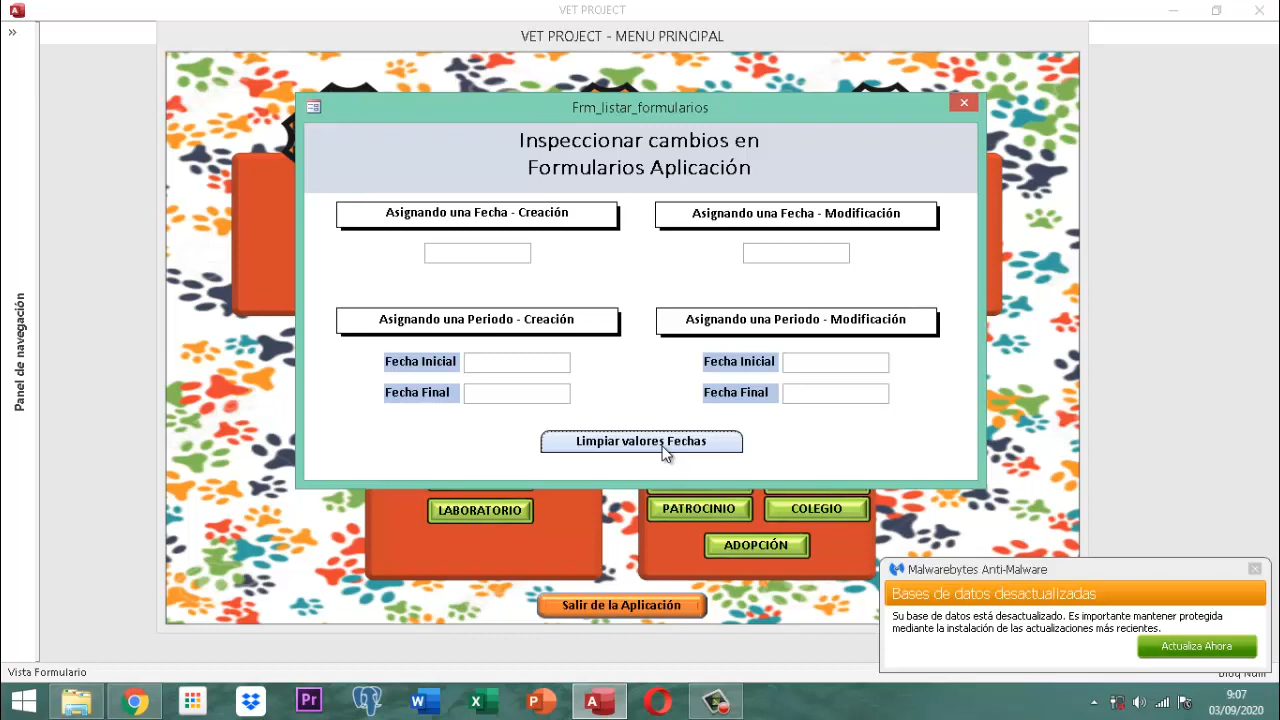 VET PROJECT
VET PROJECT - MENU PRINCIPAL
Frm_listar_formularios
Inspeccionar cambios en
Formularios Aplicación
Asignando una Fecha - Creación
Asignando una Fecha - Modificación
Asignando una Periodo - Creación
Asignando una Periodo - Modificación
Fecha Inicial
Fecha Inicial
Fecha Final
Fecha Final
Limpiar valores Fechas
Panel de navegación
LABORATORIO
PATROCINIO
COLEGIO
ADOPCIÓN
Salir de la Aplicación
Malwarebytes Anti-Malware
Bases de datos desactualizadas
Su base de datos está desactualizado. Es importante mantener protegida
mediante la instalación de las actualizaciones más recientes.
Actualiza Ahora
Vista Formulario
Bloq Núm
Pr
9:07
03/09/2020